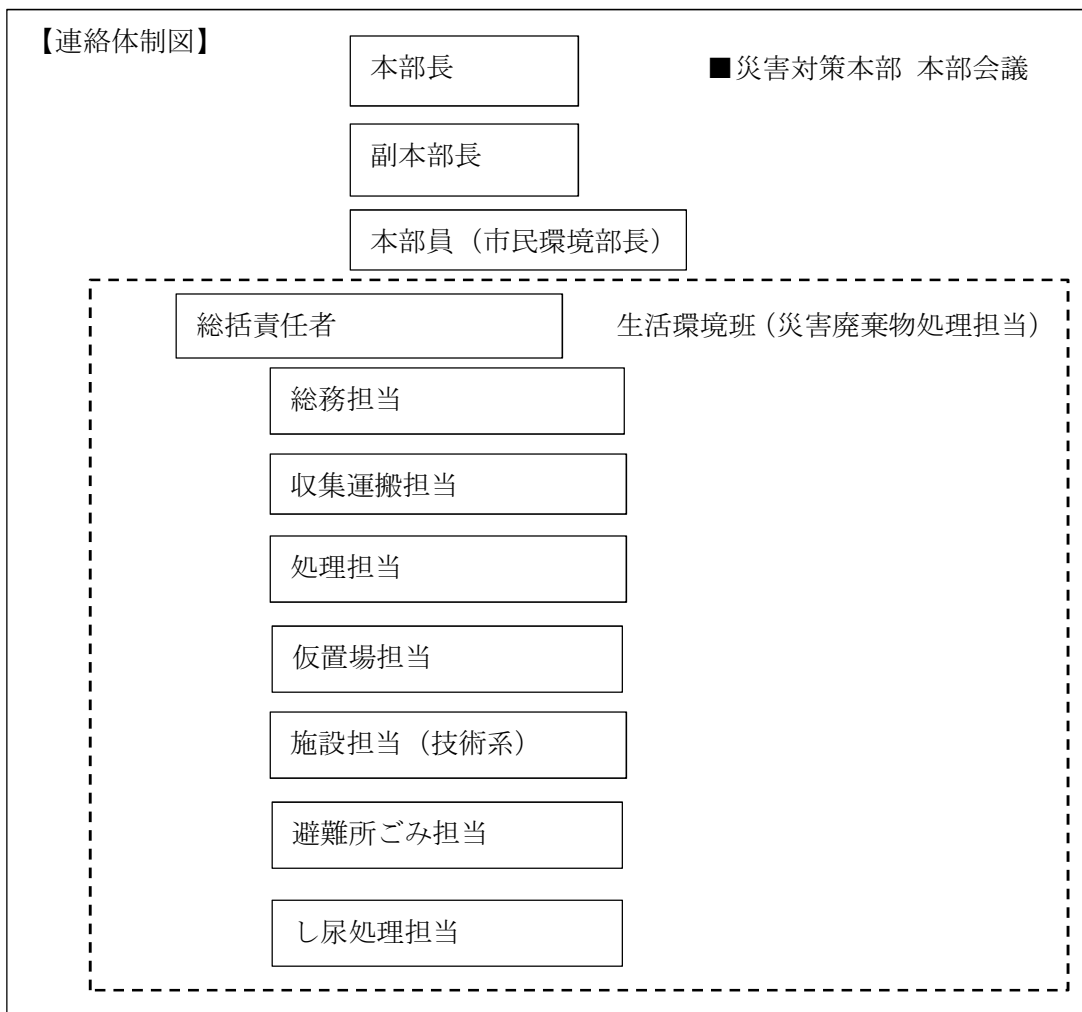 【連絡体制図】
本部長
■災害対策本部 本部会議
副本部長
本部員（市民環境部長）
総括責任者
生活環境班（災害廃棄物処理担当）
総務担当
収集運搬担当
処理担当
仮置場担当
施設担当（技術系）
避難所ごみ担当
し尿処理担当